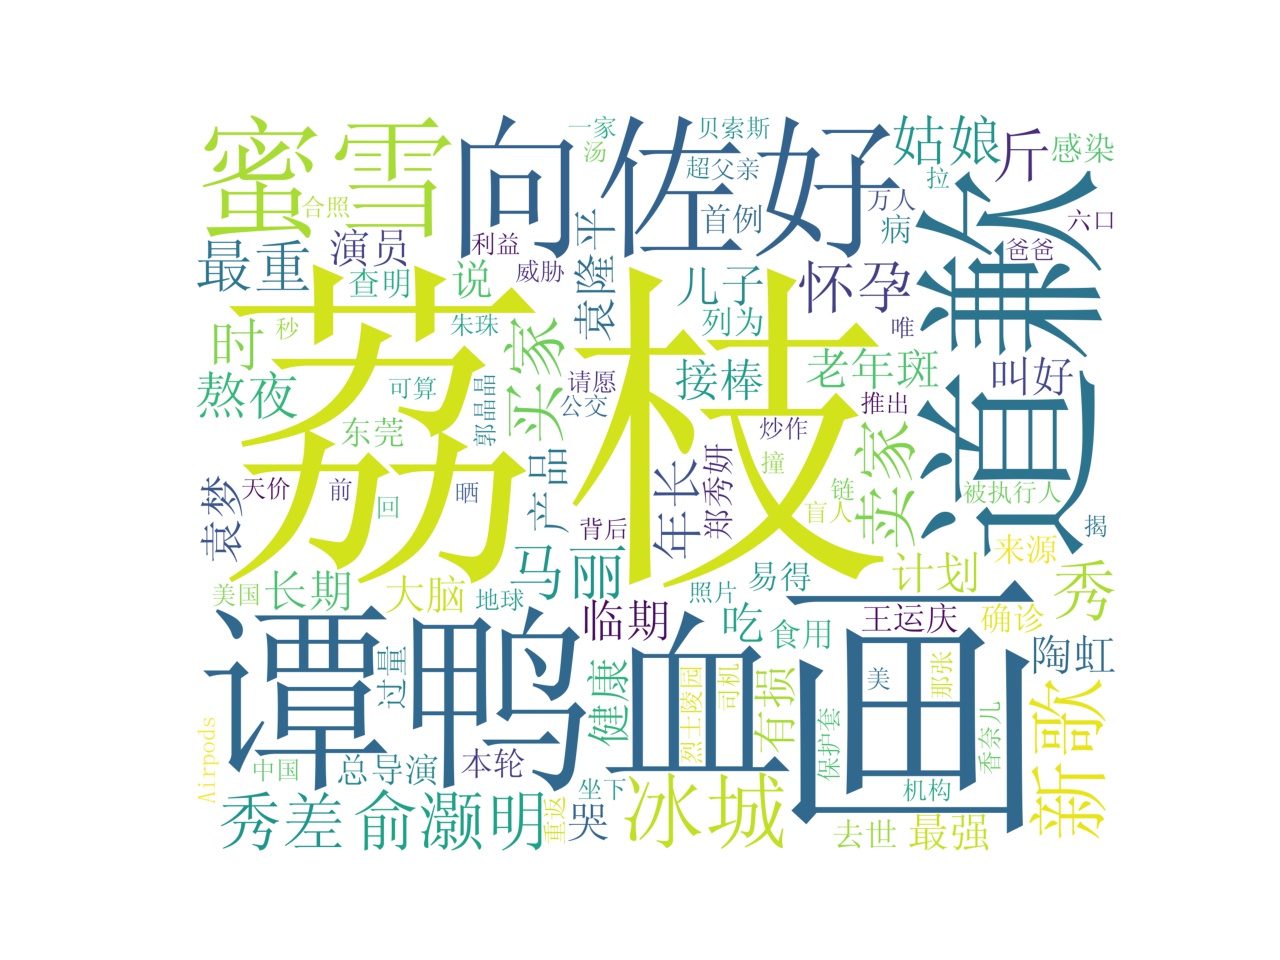 蜜雪
向佐好
一家
汤
贝索斯
超父亲
姑娘
斤
感染
拉
合照
首例
万人
病
六口
最重
演员
利益
威胁
袁隆平
爸爸
查明
说
儿子
怀孕
道歉
时
秒
朱珠
列为
唯
熬夜
荔枝
可算
郭晶晶
买家
请愿
公交
接棒
老年斑
叫好
推出
东莞
炒作
袁梦
天价
前
回
晒
产品
背后
年长
郑秀妍
撞
链
盲人
卖家
被执行人
揭
来源
美国
长期
大脑
地球
马丽
照片
易得
计划
秀
临期
吃
食用
王运庆
确诊
谭鸭血
画
陶虹
过量
健康
烈士陵园
司机
有损
美
那张
保护套
香奈儿
新歌
Airpods
中国
总导演
本轮
坐下
机构
秀差
俞灏明
重返
哭
冰城
去世
最强